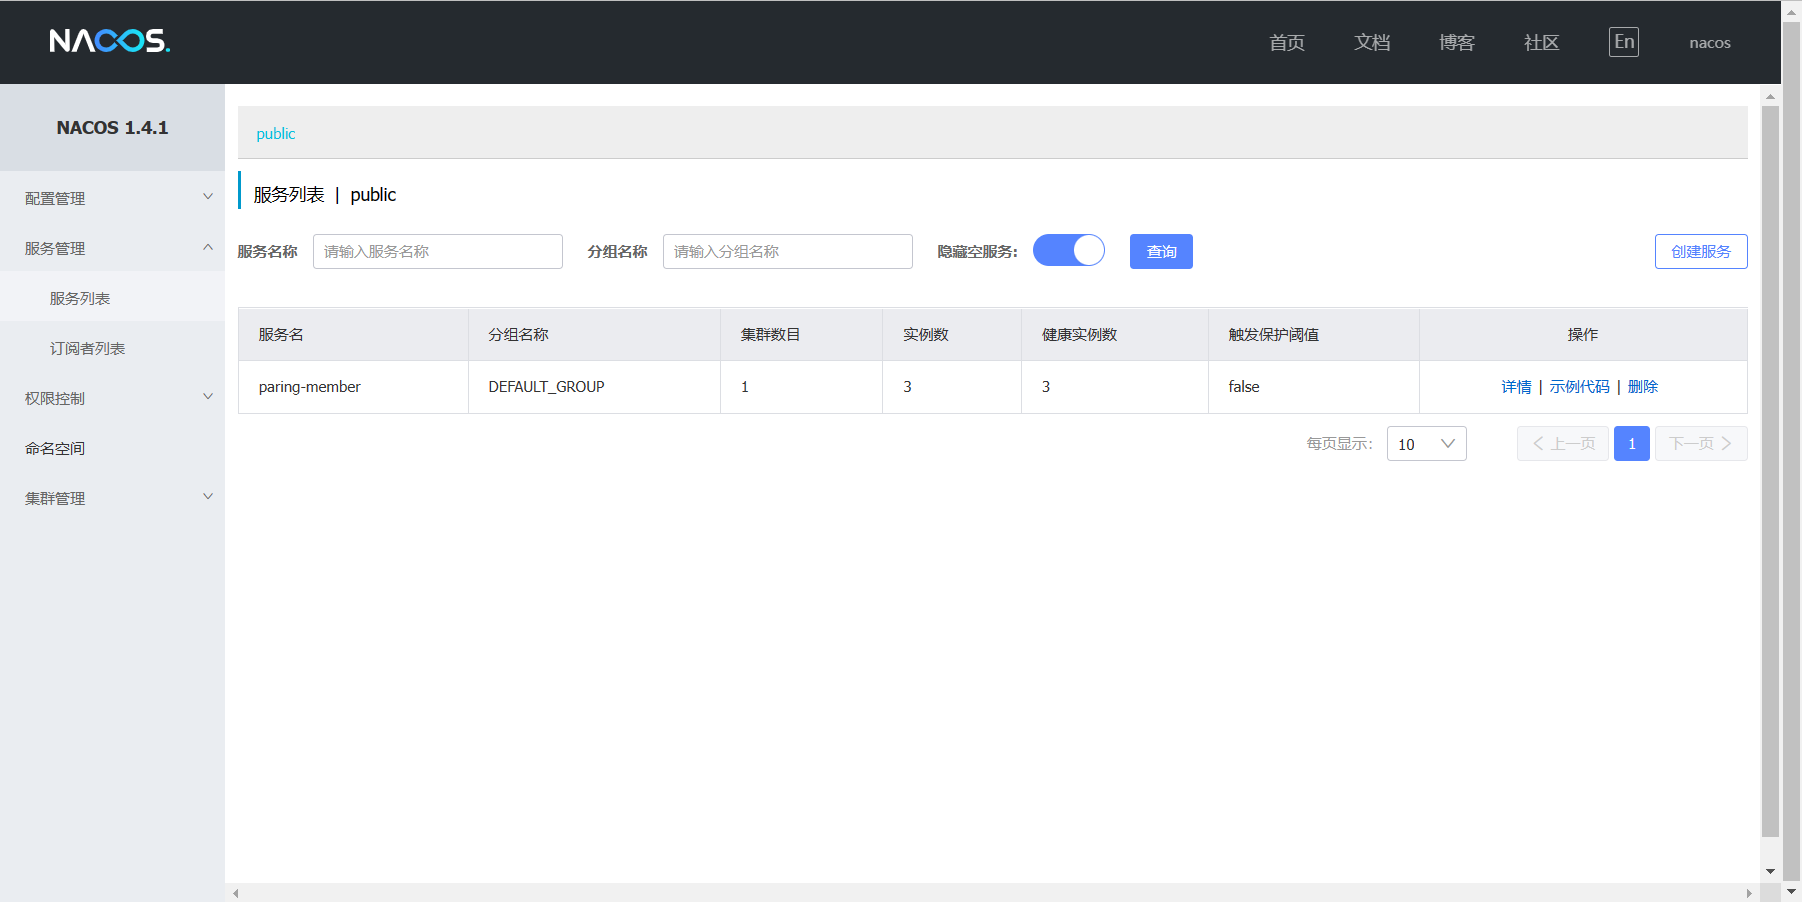 NACOS. 首页 文档 博客 社区 En nacos
NACOS 1.4.1
配置管理
服务管理
服务列表
订阅者列表
权限控制
命名空间
集群管理
public
服务列表 | public
服务名称 请输入服务名称 分组名称 请输入分组名称 隐藏空服务: 查询 创建服务
服务名 分组名称 集群数目 实例数 健康实例数 触发保护阈值 操作
paring-member DEFAULT_GROUP 1 3 3 false 详情 | 示例代码 | 删除
每页显示: 10 上一页 1 下一页